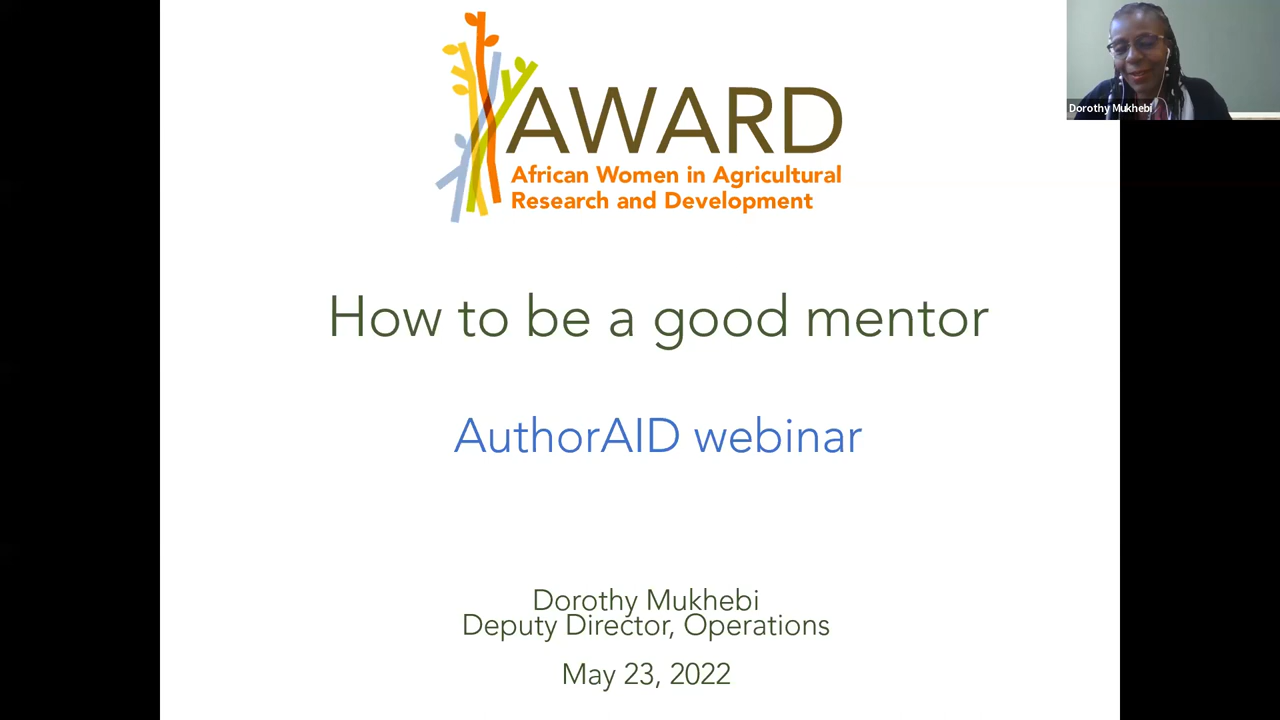 AWARD
African Women in Agricultural
Research and Development
Dorothy Mukhebi
How to be a good mentor
AuthorAID webinar
Dorothy Mukhebi
Deputy Director, Operations
May 23, 2022